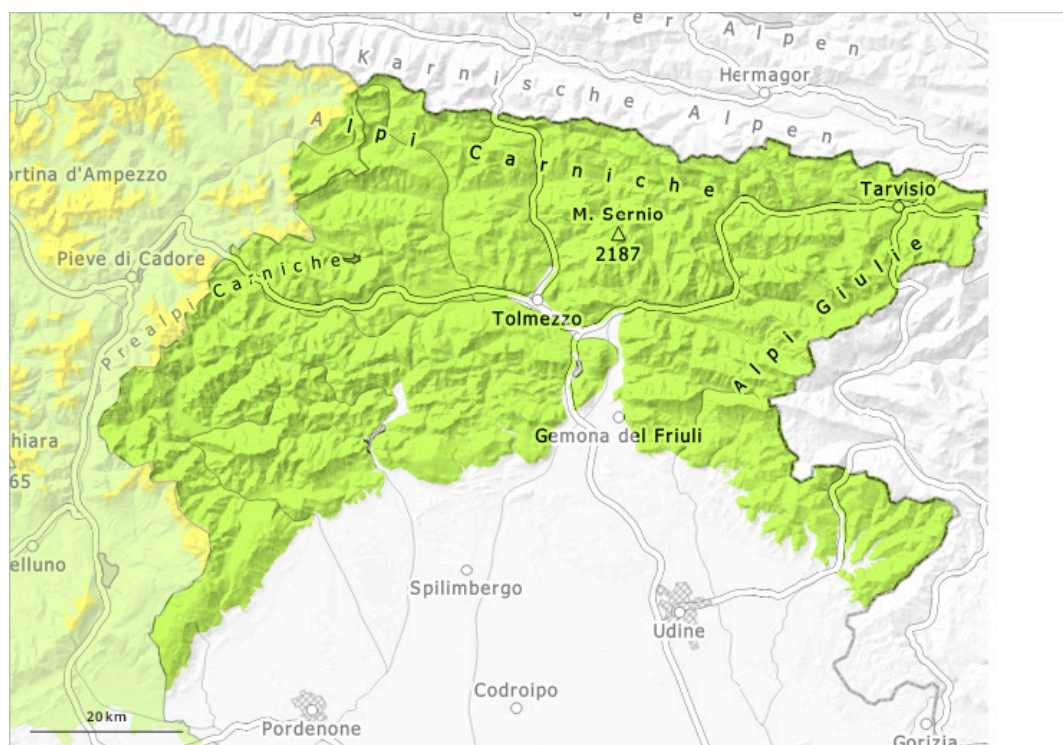 Alpen
Karnische Alpen
Hermagor
Alpi Carniche
ortina d'Ampezzo
Tarvisio
M. Sernio
2187
Pieve di Cadore
Prealpi Carniche
Alpi Giulie
Tolmezzo
Gemona del Friuli
hiara
65
elluno
Spilimbergo
Udine
Codroipo
20 km
Pordenone
Gorizia